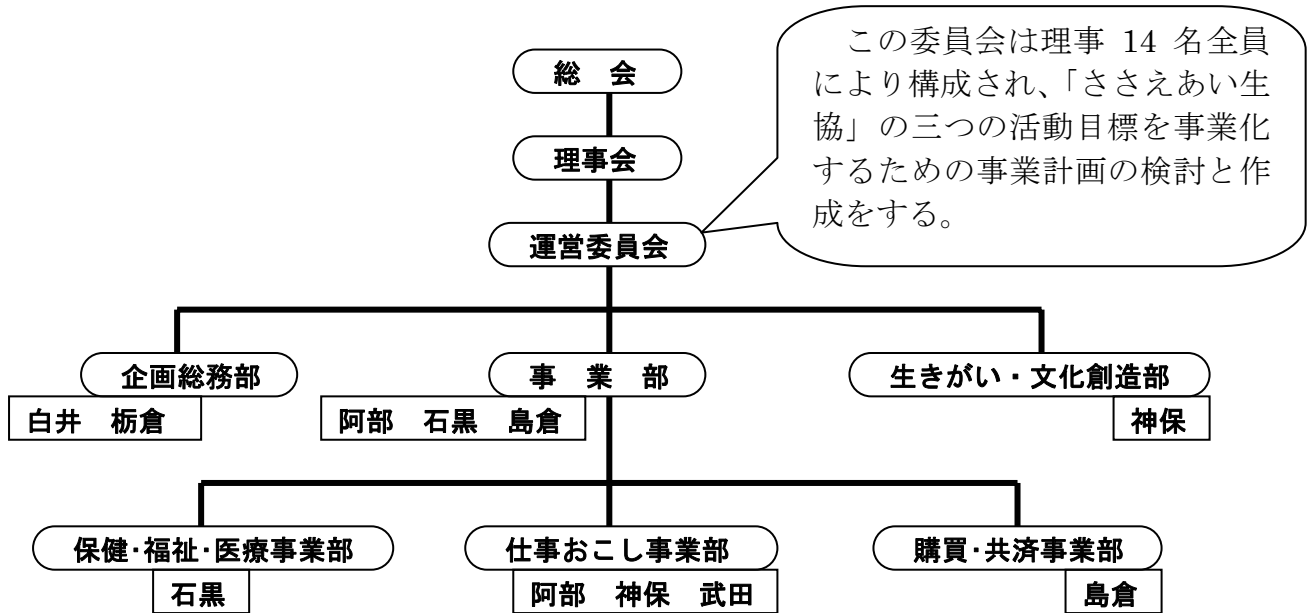 総　会
この委員会は理事 14 名全員
により構成され、「ささえあい生
協」の三つの活動目標を事業化
するための事業計画の検討と作
成をする。
理事会
運営委員会
企画総務部
事　業　部
生きがい・文化創造部
白井　栃倉
阿部　石黒　島倉
神保
保健･福祉･医療事業部
仕事おこし事業部
購買･共済事業部
石黒
阿部　神保　武田
島倉